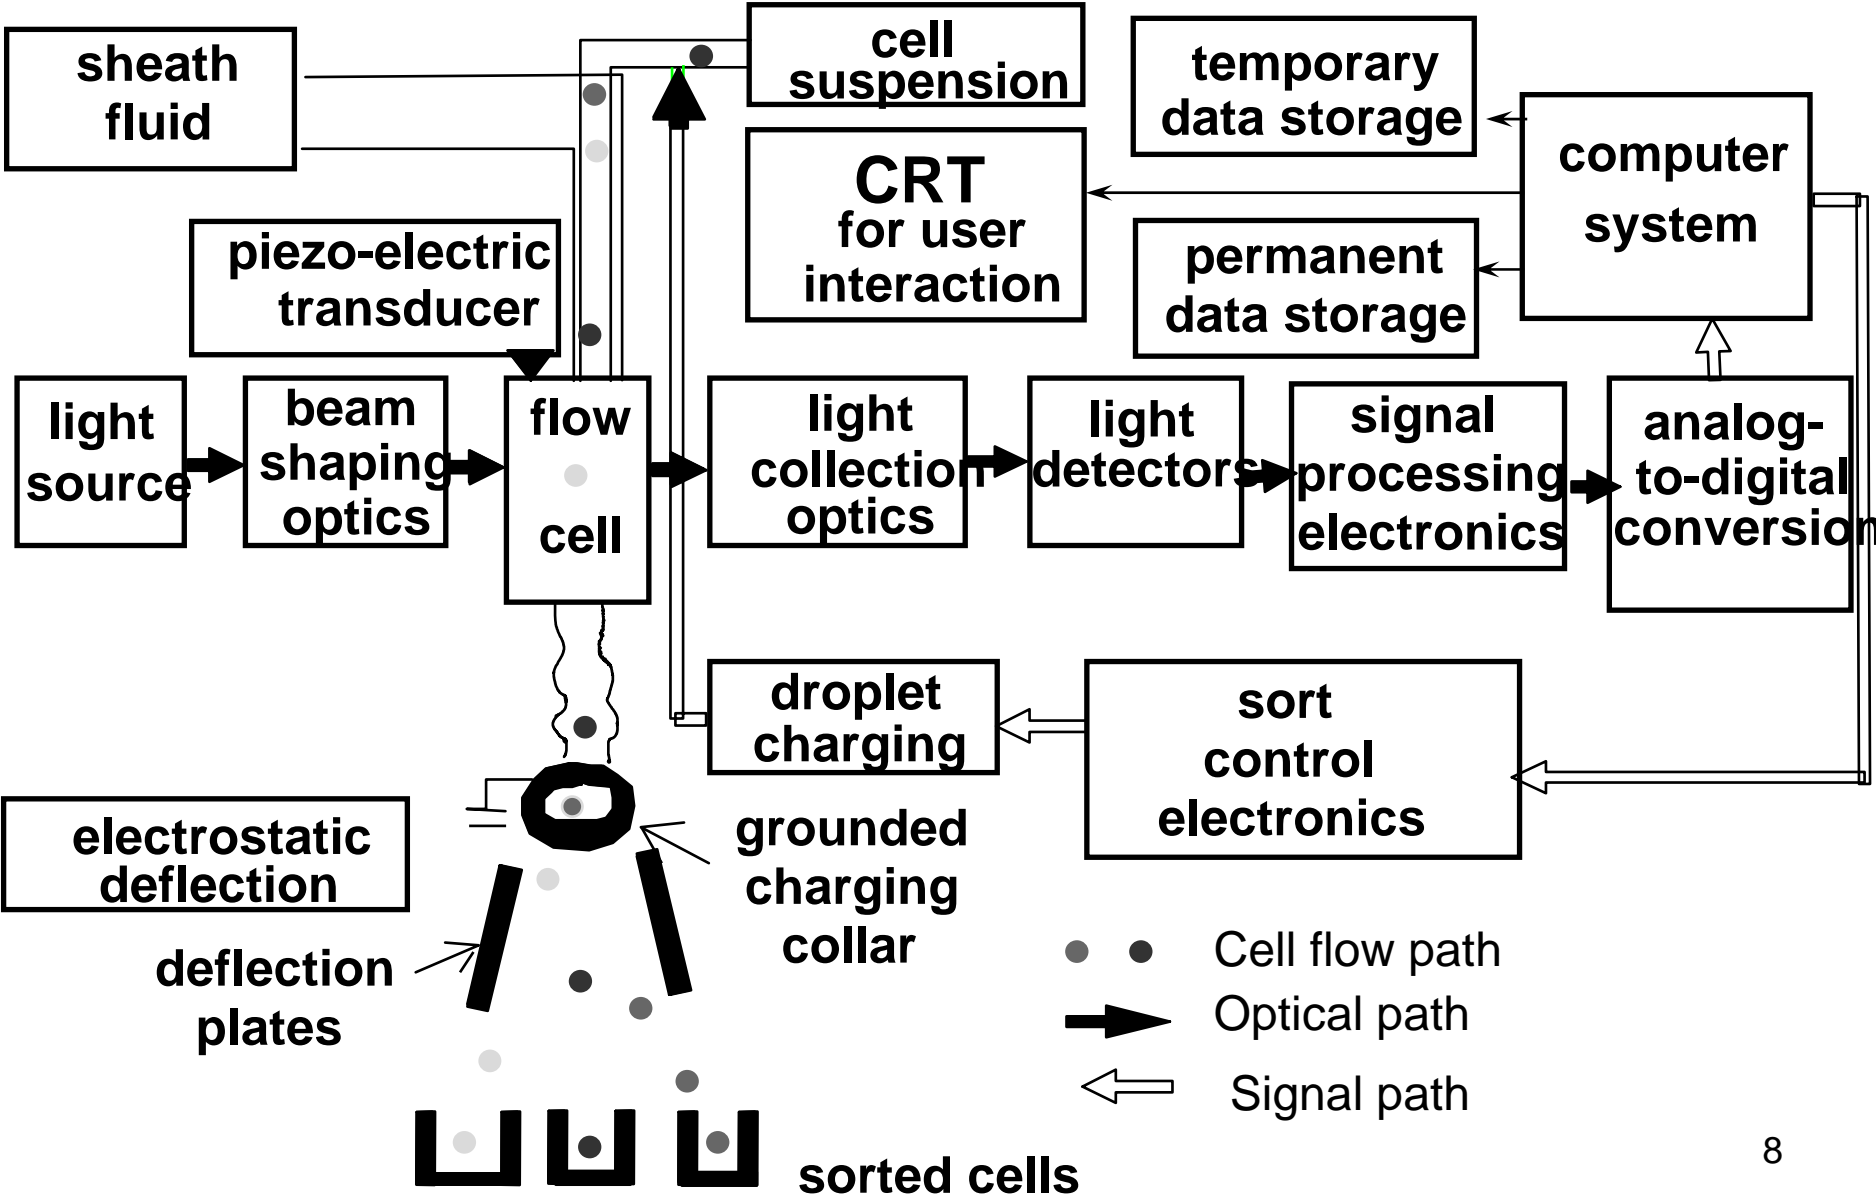 sheath
fluid
cell
suspension
temporary
data storage
computer
system
CRT
for user
interaction
piezo-electric
transducer
permanent
data storage
light
source
beam
shaping
optics
flow
cell
light
collection
optics
light
detectors
signal
processing
electronics
analog-
to-digital
conversion
droplet
charging
sort
control
electronics
electrostatic
deflection
grounded
charging
collar
deflection
plates
Cell flow path
Optical path
Signal path
sorted cells
8